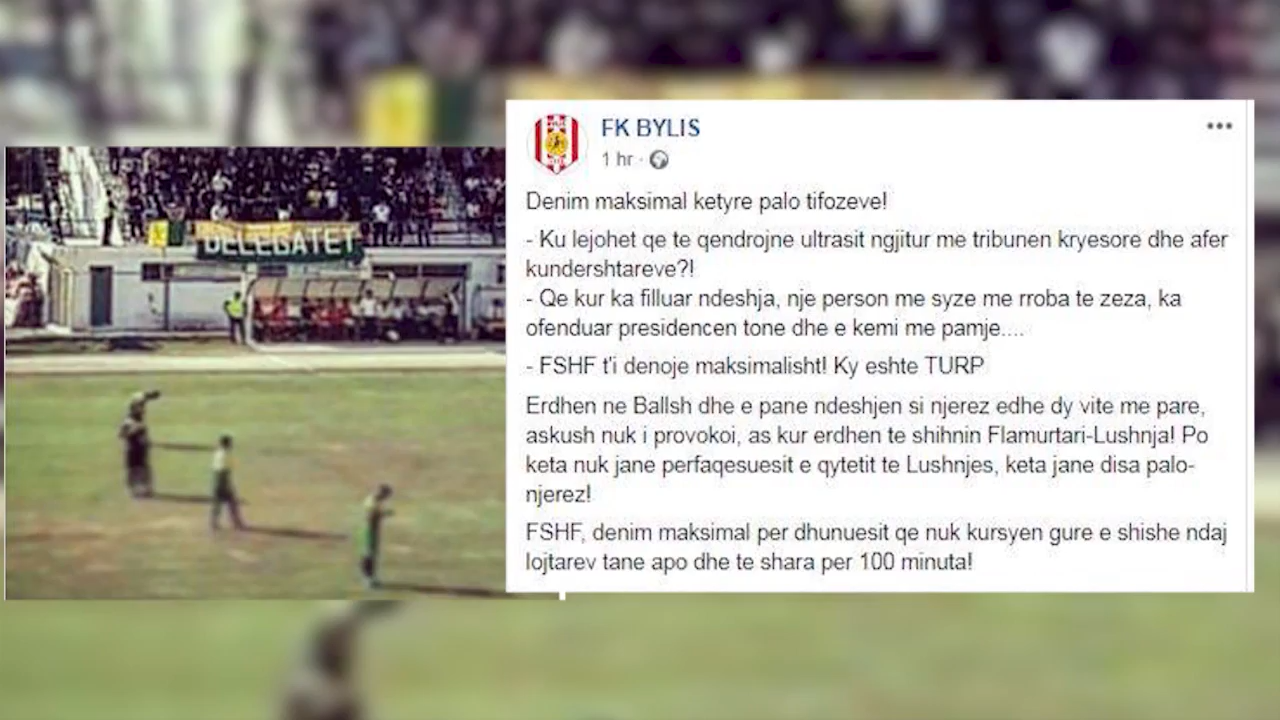 DELEGATET
FK BYLIS
1 hr ·
Denim maksimal ketyre palo tifozeve!
- Ku lejohet qe te qendrojne ultrasit ngjitur me tribunen kryesore dhe afer
kundershtareve?!
- Qe kur ka filluar ndeshja, nje person me syze me rroba te zeza, ka
ofenduar presidencen tone dhe e kemi me pamje....
- FSHF t'i denoje maksimalisht! Ky eshte TURP
Erdhen ne Ballsh dhe e pane ndeshjen si njerez edhe dy vite me pare,
askush nuk i provokoi, as kur erdhen te shihnin Flamurtari-Lushnja! Po
keta nuk jane perfaqesuesit e qytetit te Lushnjes, keta jane disa palo-
njerez!
FSHF, denim maksimal per dhunuesit qe nuk kursyen gure e shishe ndaj
lojtarev tane apo dhe te shara per 100 minuta!